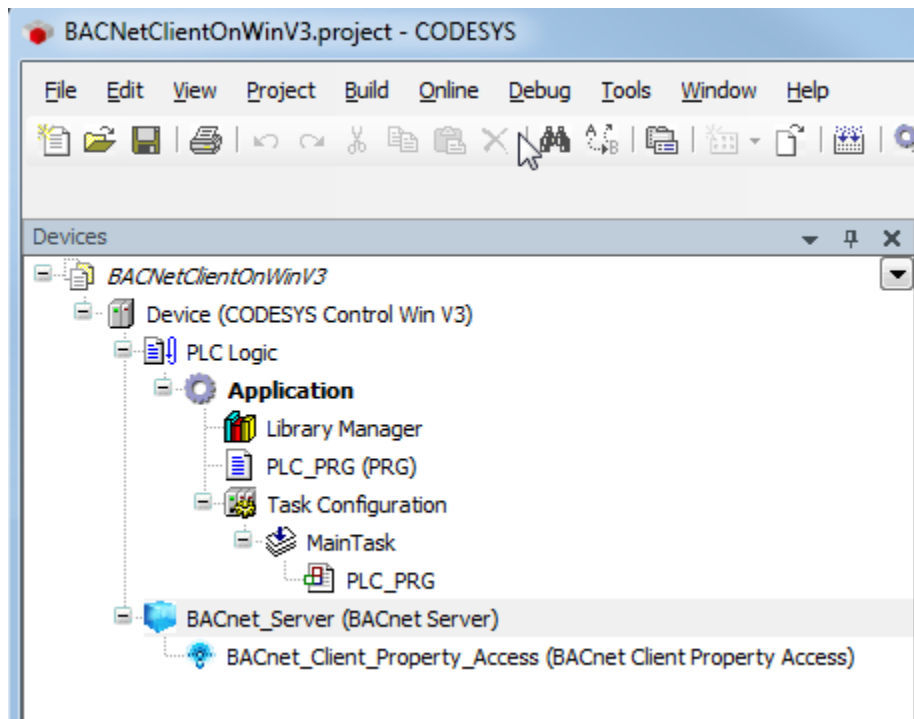 BACNetClientOnWinV3.project - CODESYS
File Edit View Project Build Online Debug Tools Window Help
Devices
BACNetClientOnWinV3
Device (CODESYS Control Win V3)
PLC Logic
Application
Library Manager
PLC_PRG (PRG)
Task Configuration
MainTask
PLC_PRG
BACnet_Server (BACnet Server)
BACnet_Client_Property_Access (BACnet Client Property Access)